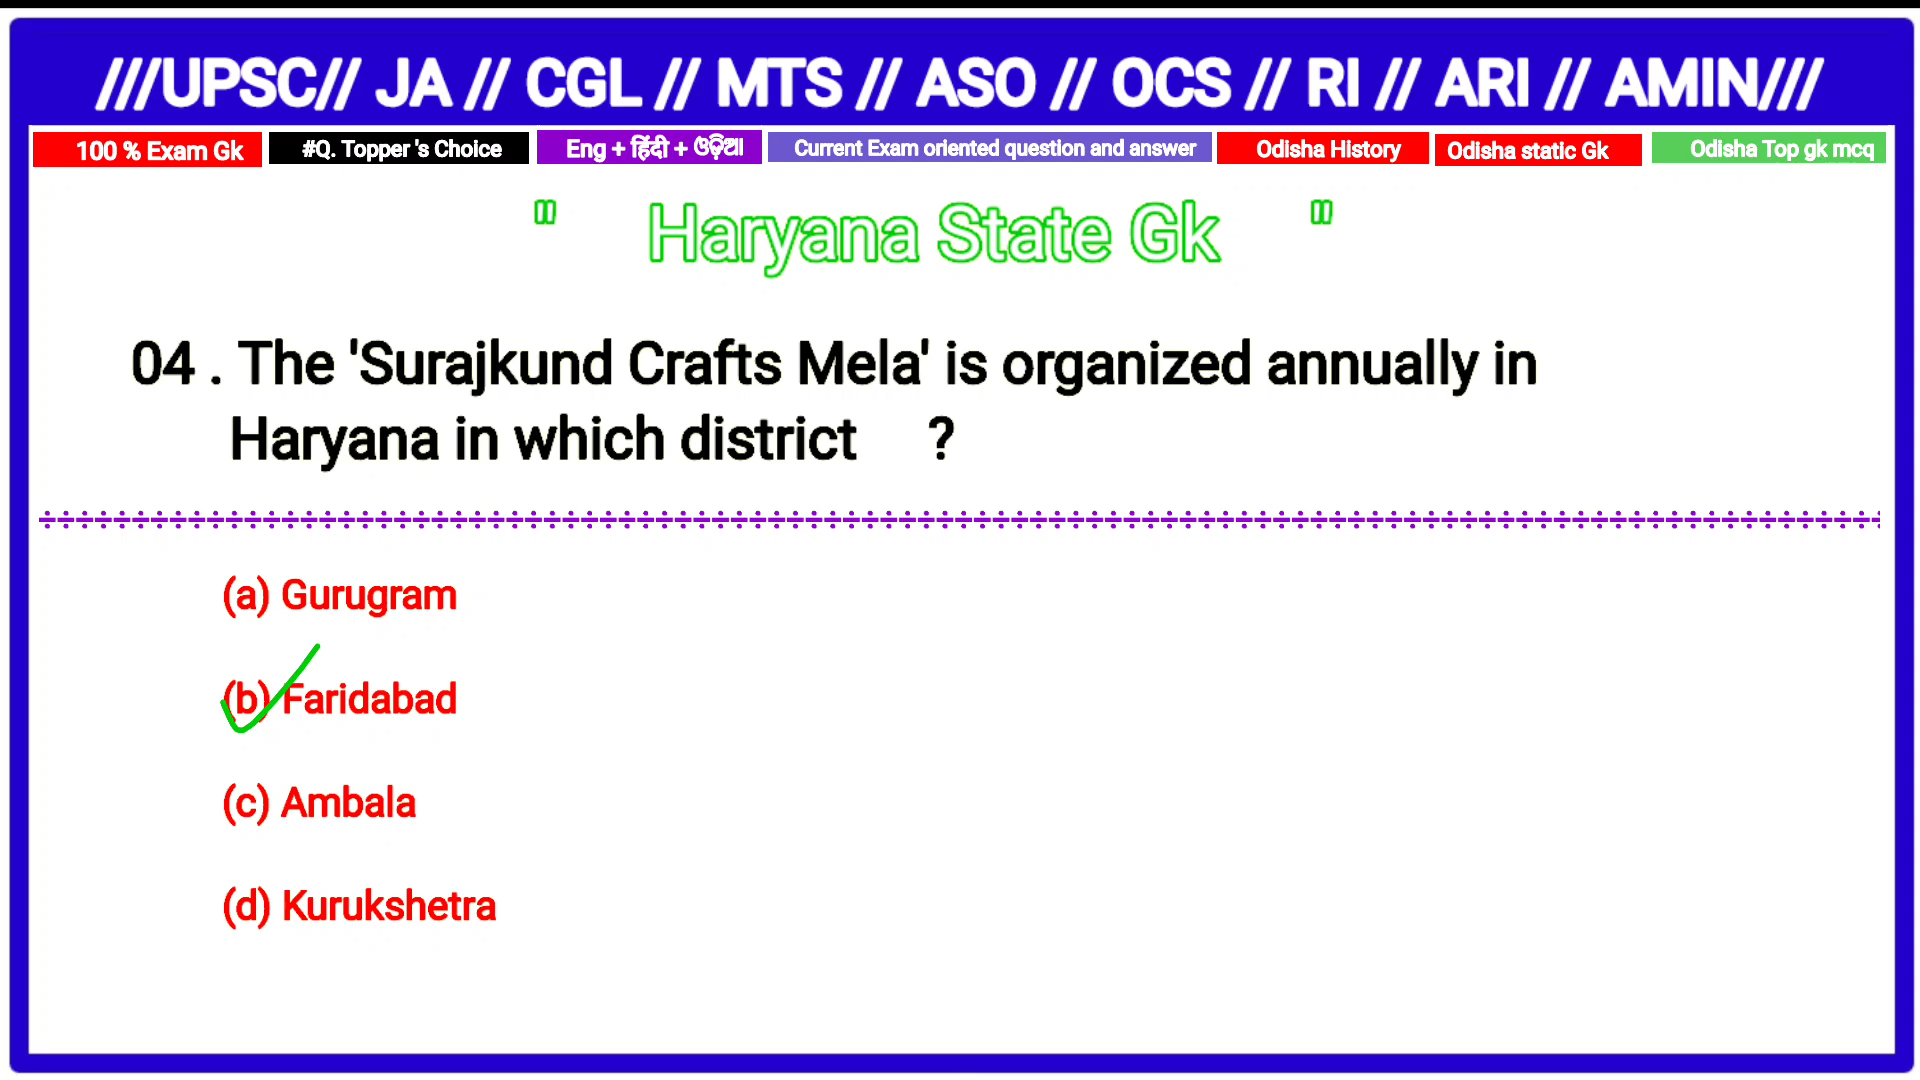 ///UPSC// JA // CGL // MTS // ASO // OCS // RI // ARI // AMIN///
100 % Exam Gk #Q. Topper 's Choice Eng + हिंदी + ଓଡ଼ିଆ Current Exam oriented question and answer Odisha History Odisha static Gk Odisha Top gk mcq
" Haryana State Gk "
04 . The 'Surajkund Crafts Mela' is organized annually in
Haryana in which district ?
(a) Gurugram
(b) Faridabad
(c) Ambala
(d) Kurukshetra